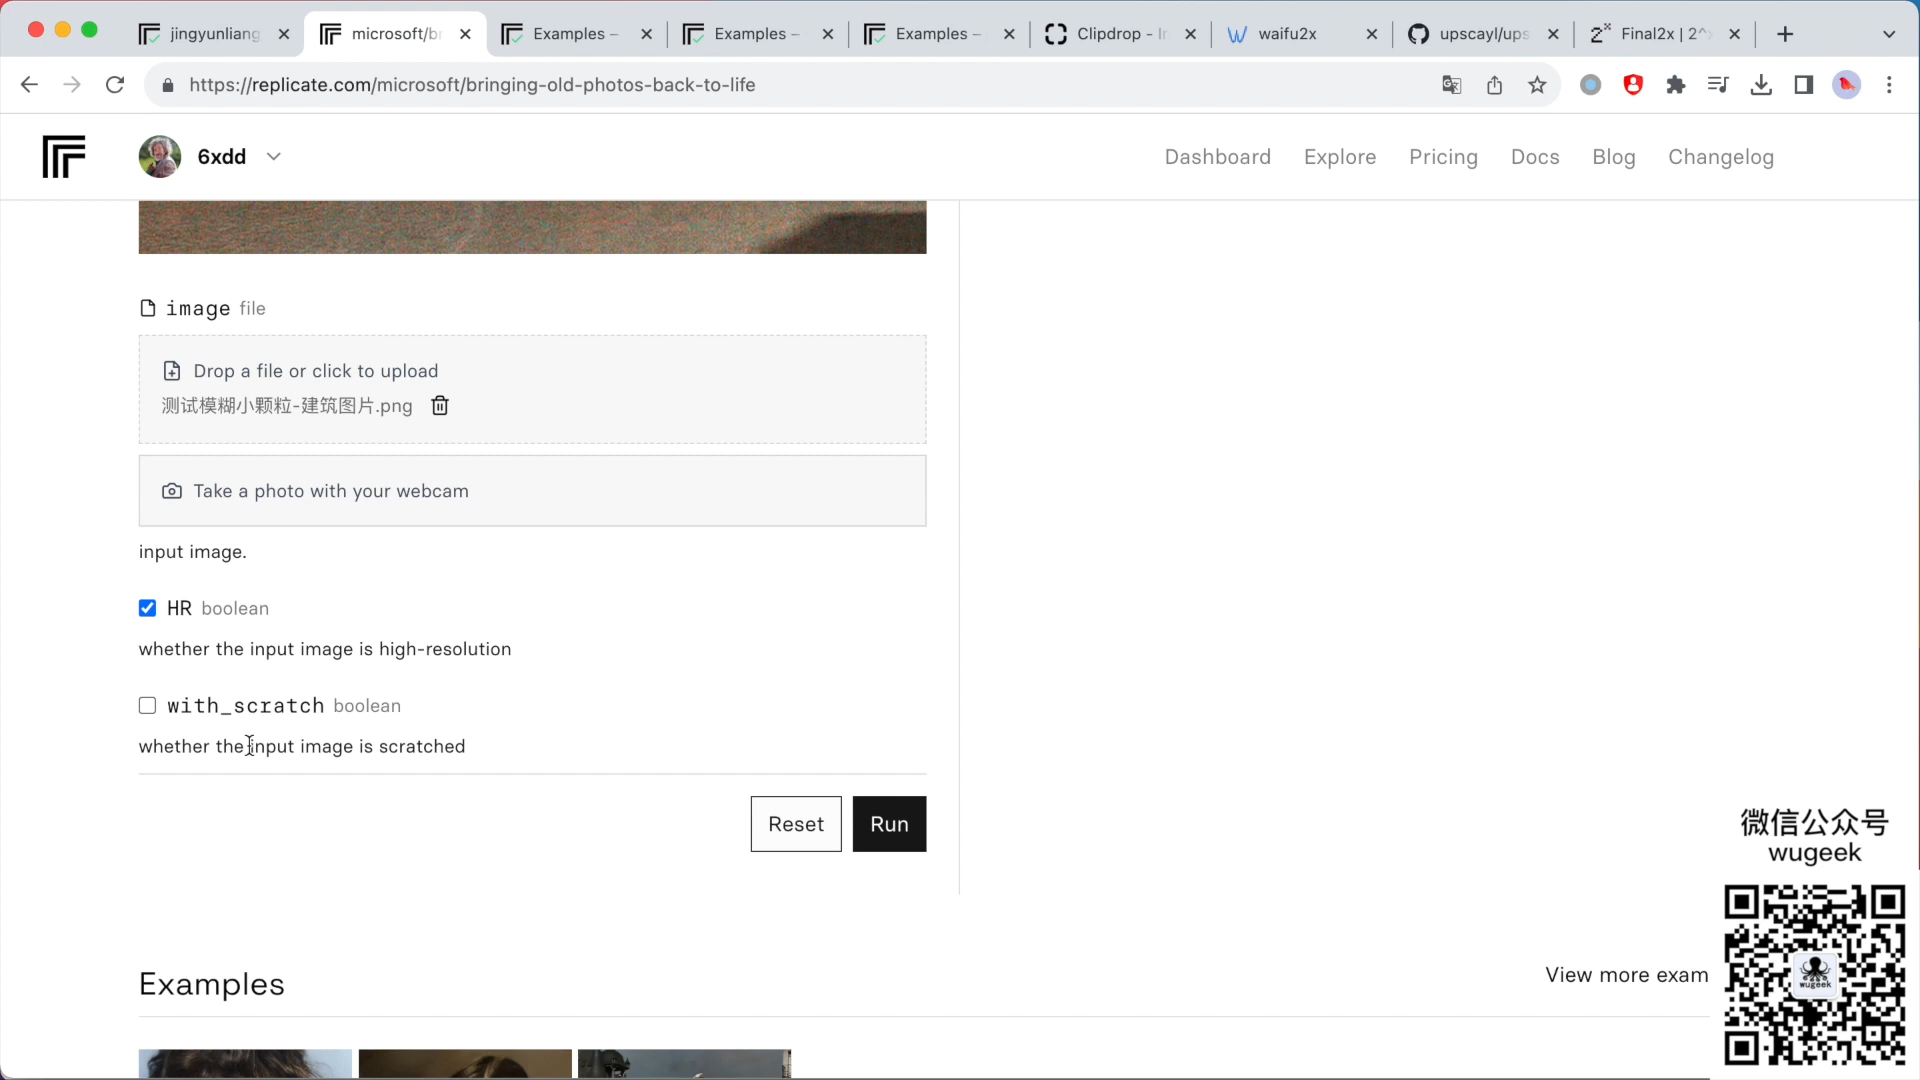 jingyunliang
microsoft/br
Examples –
Examples –
Examples –
Clipdrop - In
waifu2x
upscayl/ups
Final2x | 2^
https://replicate.com/microsoft/bringing-old-photos-back-to-life
6xdd
Dashboard
Explore
Pricing
Docs
Blog
Changelog
image file
Drop a file or click to upload
测试模糊小颗粒-建筑图片.png
Take a photo with your webcam
input image.
HR boolean
whether the input image is high-resolution
with_scratch boolean
whether the input image is scratched
Reset
Run
Examples
View more exam
微信公众号
wugeek
wugeek